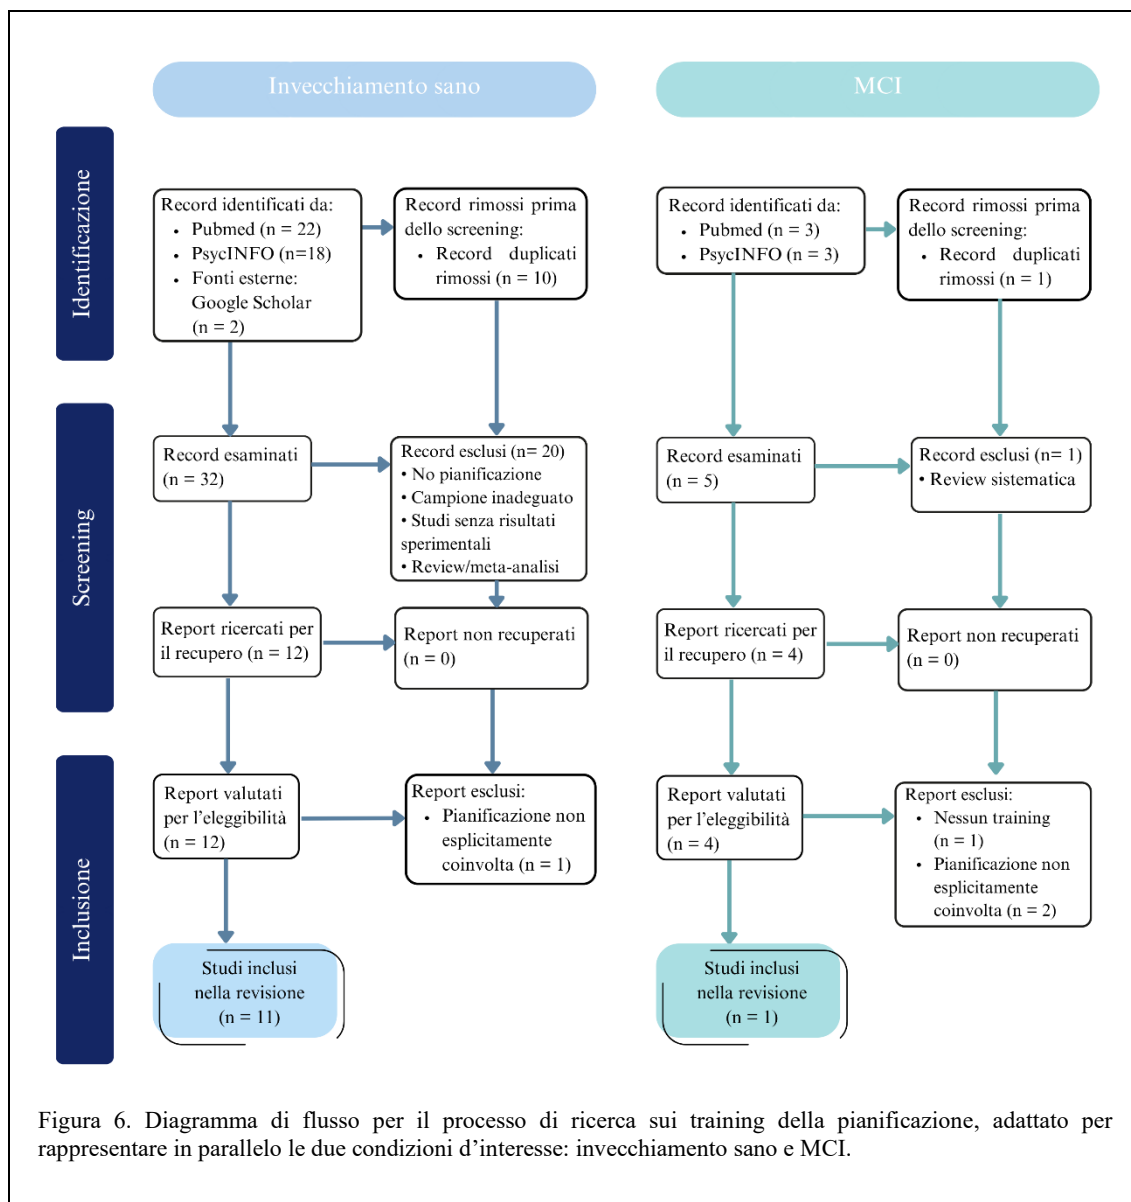 Invecchiamento sano
MCI
Identificazione
Record identificati da:
• Pubmed (n = 22)
• PsycINFO (n=18)
• Fonti esterne:
Google Scholar
(n = 2)
Record rimossi prima
dello screening:
• Record duplicati
rimossi (n = 10)
Record identificati da:
• Pubmed (n = 3)
• PsycINFO (n = 3)
Record rimossi prima
dello screening:
• Record duplicati
rimossi (n = 1)
Screening
Record esaminati
(n = 32)
Record esclusi (n= 20)
• No pianificazione
• Campione inadeguato
• Studi senza risultati
sperimentali
• Review/meta-analisi
Record esaminati
(n = 5)
Record esclusi (n= 1)
• Review sistematica
Report ricercati per
il recupero (n = 12)
Report non recuperati
(n = 0)
Report ricercati per
il recupero (n = 4)
Report non recuperati
(n = 0)
Inclusione
Report valutati
per l'eleggibilità
(n = 12)
Report esclusi:
• Pianificazione non
esplicitamente
coinvolta (n = 1)
Report valutati
per l'eleggibilità
(n = 4)
Report esclusi:
• Nessun training
(n = 1)
• Pianificazione non
esplicitamente
coinvolta (n = 2)
Studi inclusi
nella revisione
(n = 11)
Studi inclusi
nella revisione
(n = 1)
Figura 6. Diagramma di flusso per il processo di ricerca sui training della pianificazione, adattato per
rappresentare in parallelo le due condizioni d'interesse: invecchiamento sano e MCI.